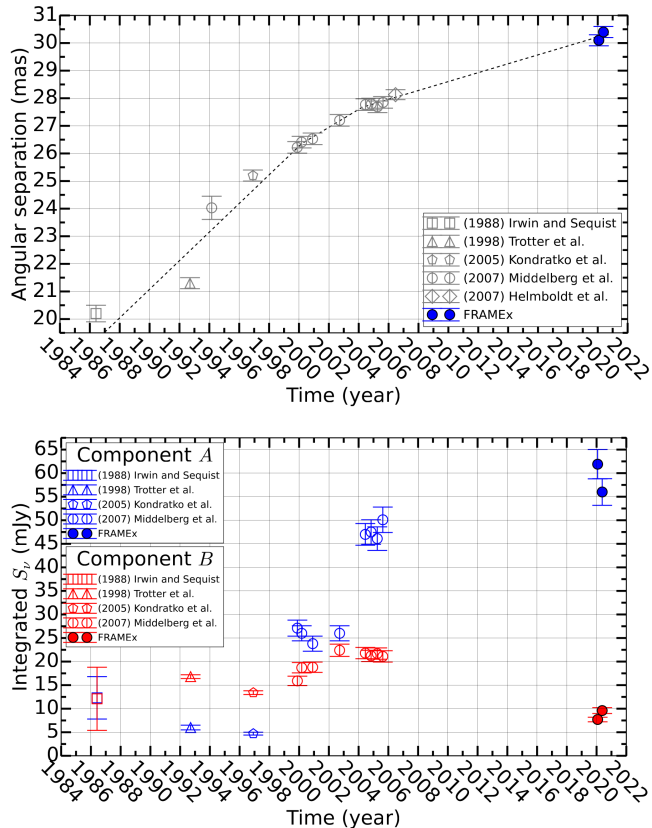 31
30
29
28
27
26
25
24
23
22
21
20
Angular separation (mas)
(1988) Irwin and Sequist
(1998) Trotter et al.
(2005) Kondratko et al.
(2007) Middelberg et al.
(2007) Helmboldt et al.
FRAMEx
1984 1986 1988 1990 1992 1994 1996 1998 2000 2002 2004 2006 2008 2010 2012 2014 2016 2018 2020 2022
Time (year)
65
60
55
50
45
40
35
30
25
20
15
10
5
0
Integrated Sν (mJy)
Component A
(1988) Irwin and Sequist
(1998) Trotter et al.
(2005) Kondratko et al.
(2007) Middelberg et al.
FRAMEx
Component B
(1988) Irwin and Sequist
(1998) Trotter et al.
(2005) Kondratko et al.
(2007) Middelberg et al.
FRAMEx
1984 1986 1988 1990 1992 1994 1996 1998 2000 2002 2004 2006 2008 2010 2012 2014 2016 2018 2020 2022
Time (year)